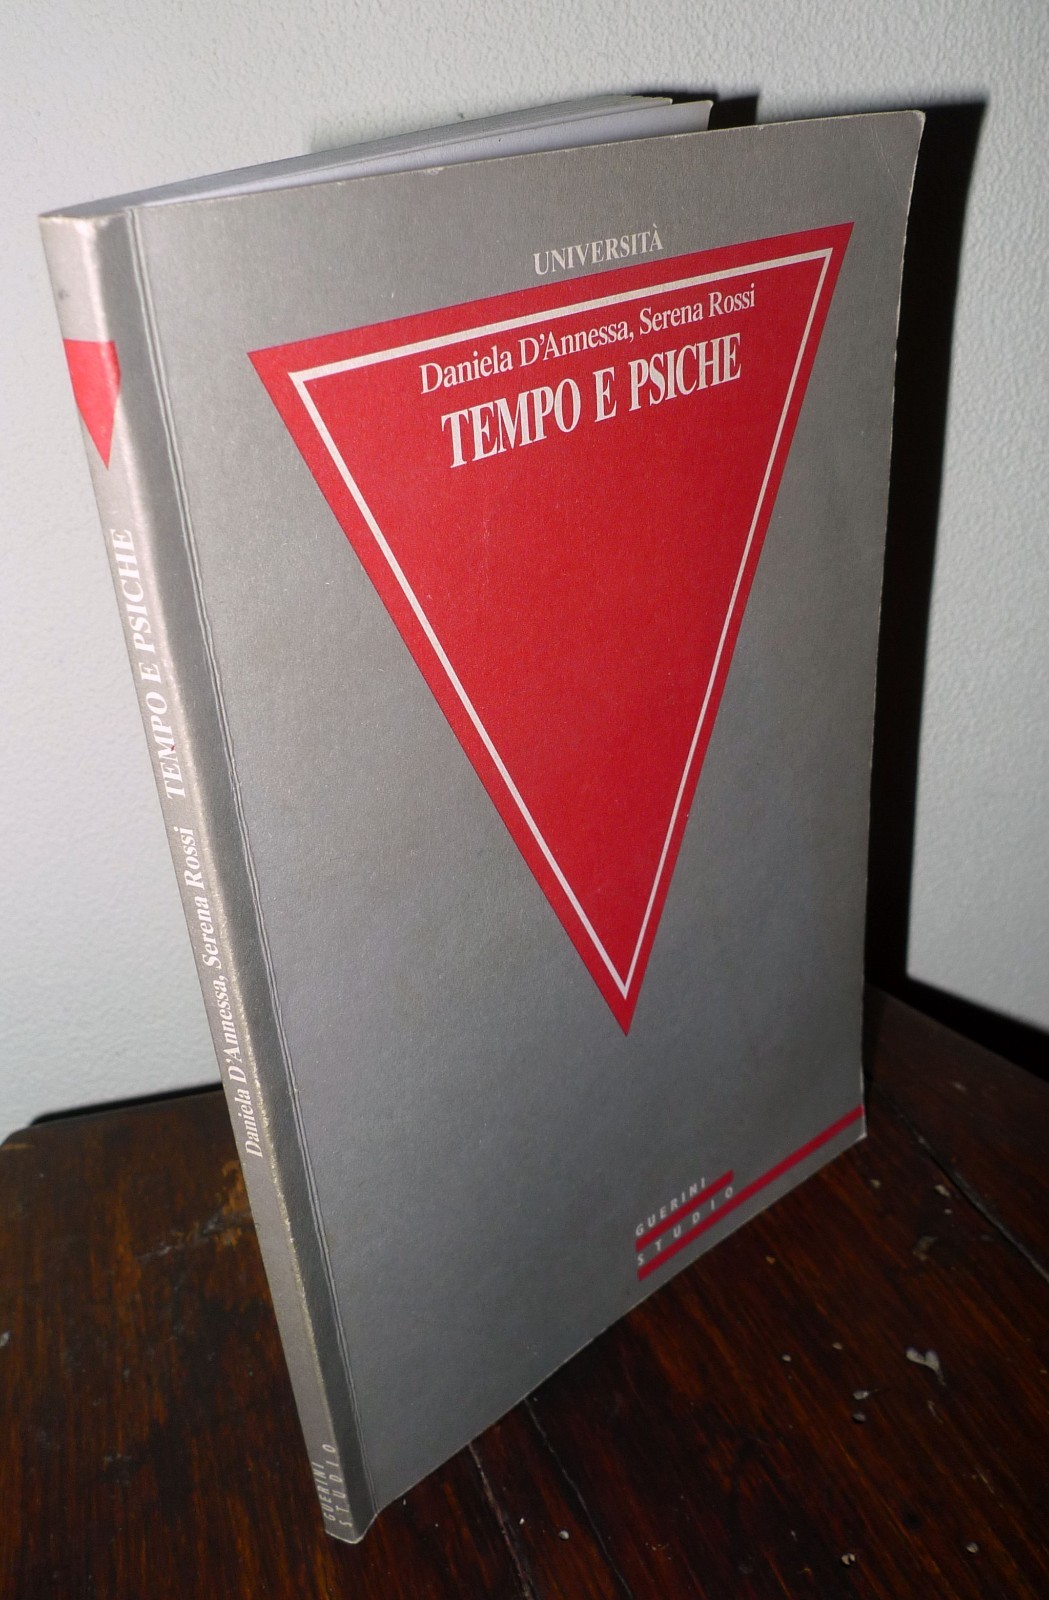 UNIVERSITÀ
Daniela D'Annessa, Serena Rossi
TEMPO E PSICHE
GUERINI
STUDIO
Daniela D'Annessa, Serena Rossi TEMPO E PSICHE
GUERINI
STUDIO